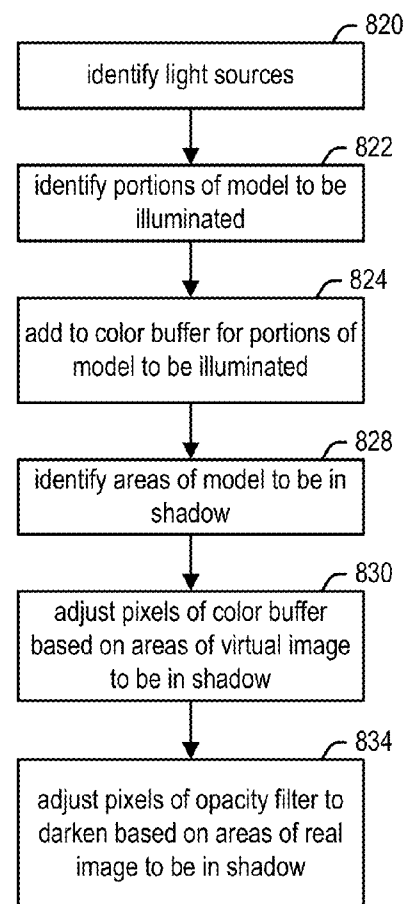 820
identify light sources
822
identify portions of model to be
illuminated
824
add to color buffer for portions of
model to be illuminated
828
identify areas of model to be in
shadow
830
adjust pixels of color buffer
based on areas of virtual image
to be in shadow
834
adjust pixels of opacity filter to
darken based on areas of real
image to be in shadow